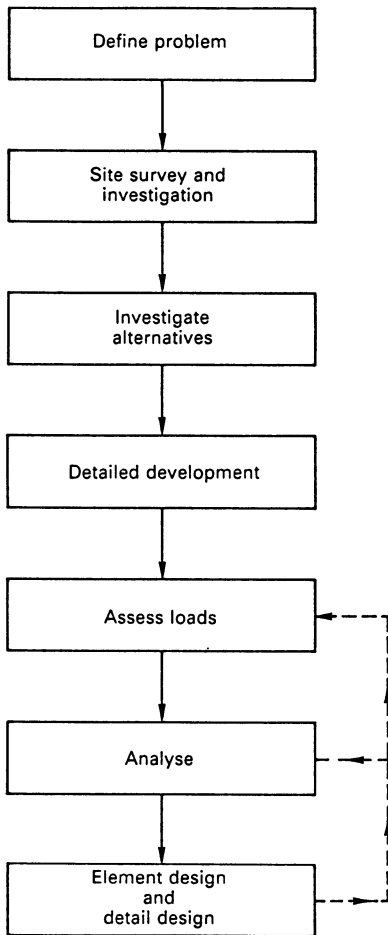 Define problem
Site survey and
investigation
Investigate
alternatives
Detailed development
Assess loads
Analyse
Element design
and
detail design